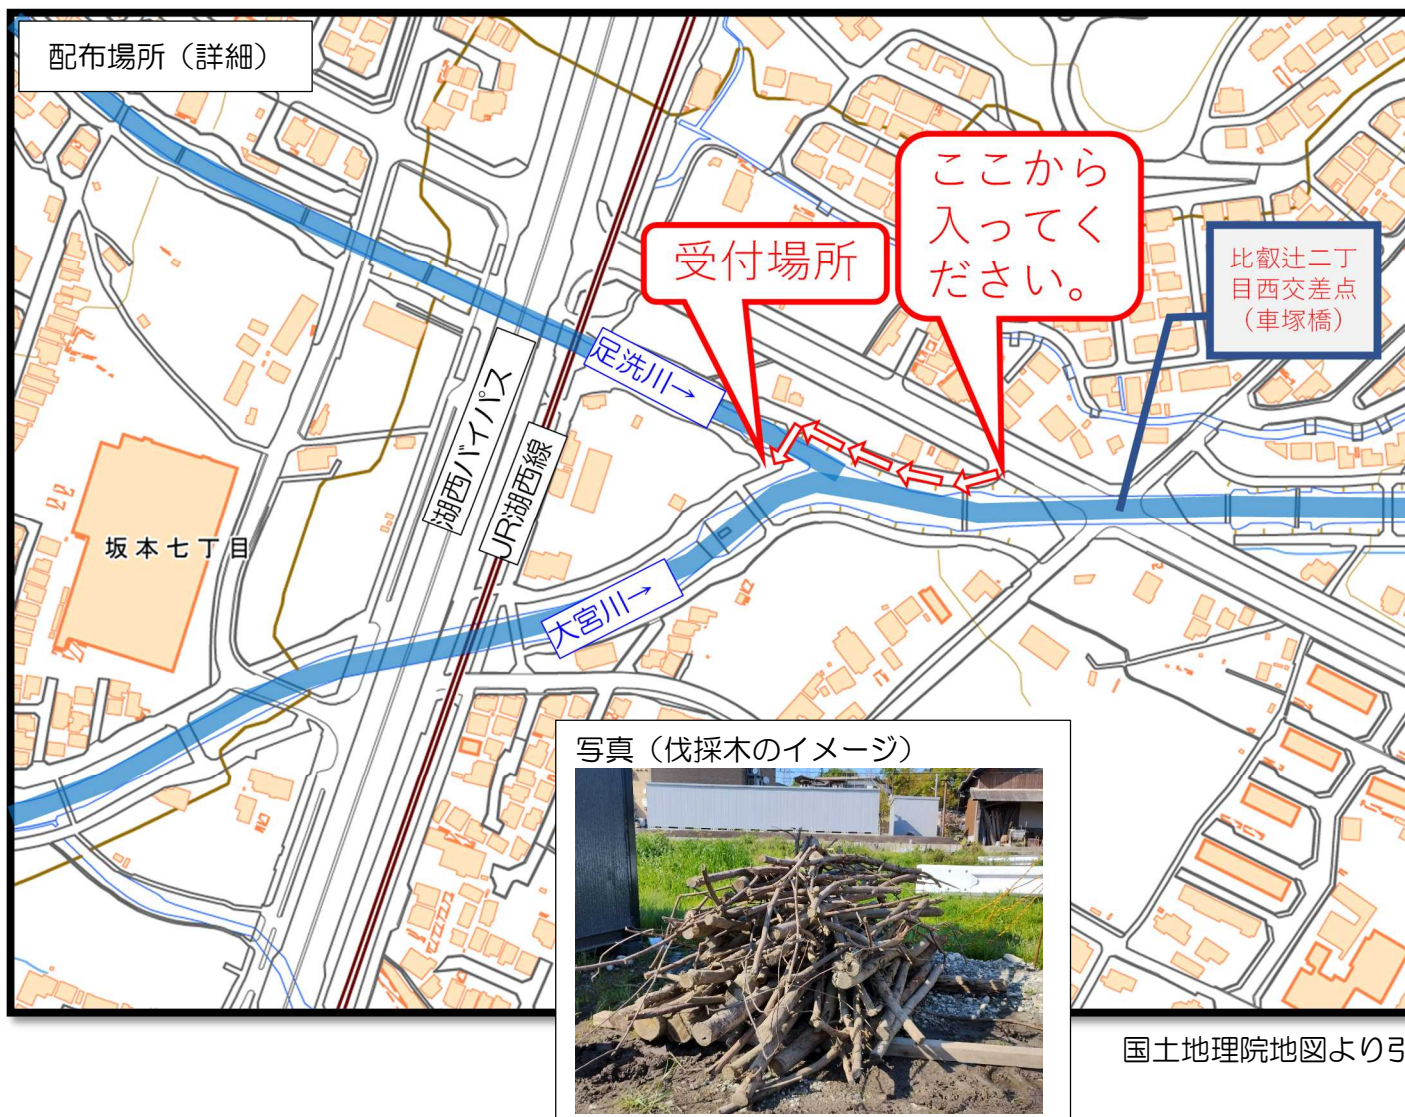 配布場所（詳細）
ここから
入ってく
ださい。
受付場所
比叡辻二丁
目西交差点
（車塚橋）
足洗川→
湖西バイパス
JR湖西線
坂本七丁目
大宮川→
写真（伐採木のイメージ）
国土地理院地図より引